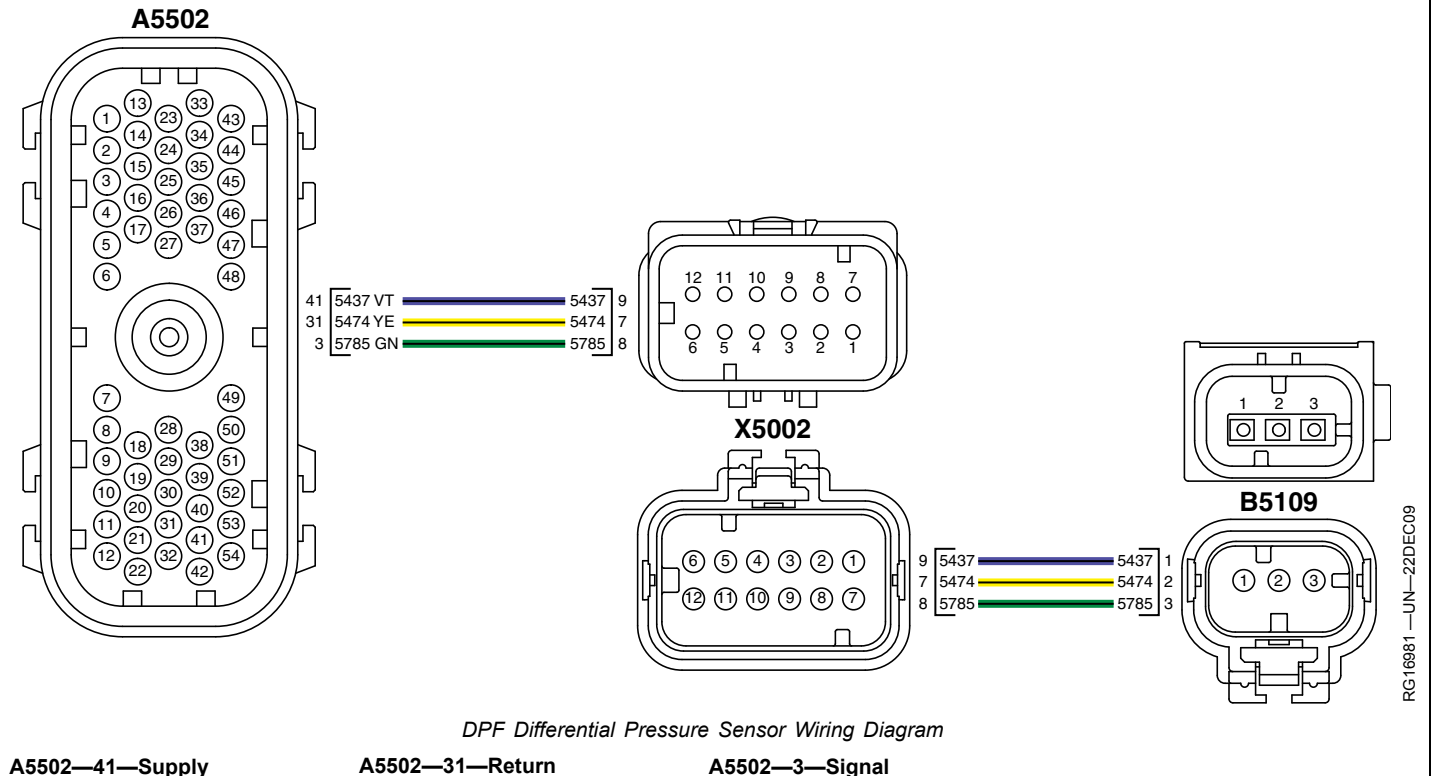 A5502
13 33
1 23 43
14 34
2 24 44
15 35
3 25 45
16 36
4 26 46
17 37
5 27 47
6 48
41 5437 VT 5437 9
31 5474 YE 5474 7
3 5785 GN 5785 8
12 11 10 9 8 7
6 5 4 3 2 1
X5002
7 49
8 28 50
18 38
9 29 51
19 39
10 30 52
20 40
11 31 53
21 41
12 32 54
22 42
6 5 4 3 2 1
12 11 10 9 8 7
1 2 3
B5109
9 5437 5437 1
7 5474 5474 2
8 5785 5785 3
1 2 3
RG16981 —UN—22DEC09
DPF Differential Pressure Sensor Wiring Diagram
A5502—41—Supply A5502—31—Return A5502—3—Signal